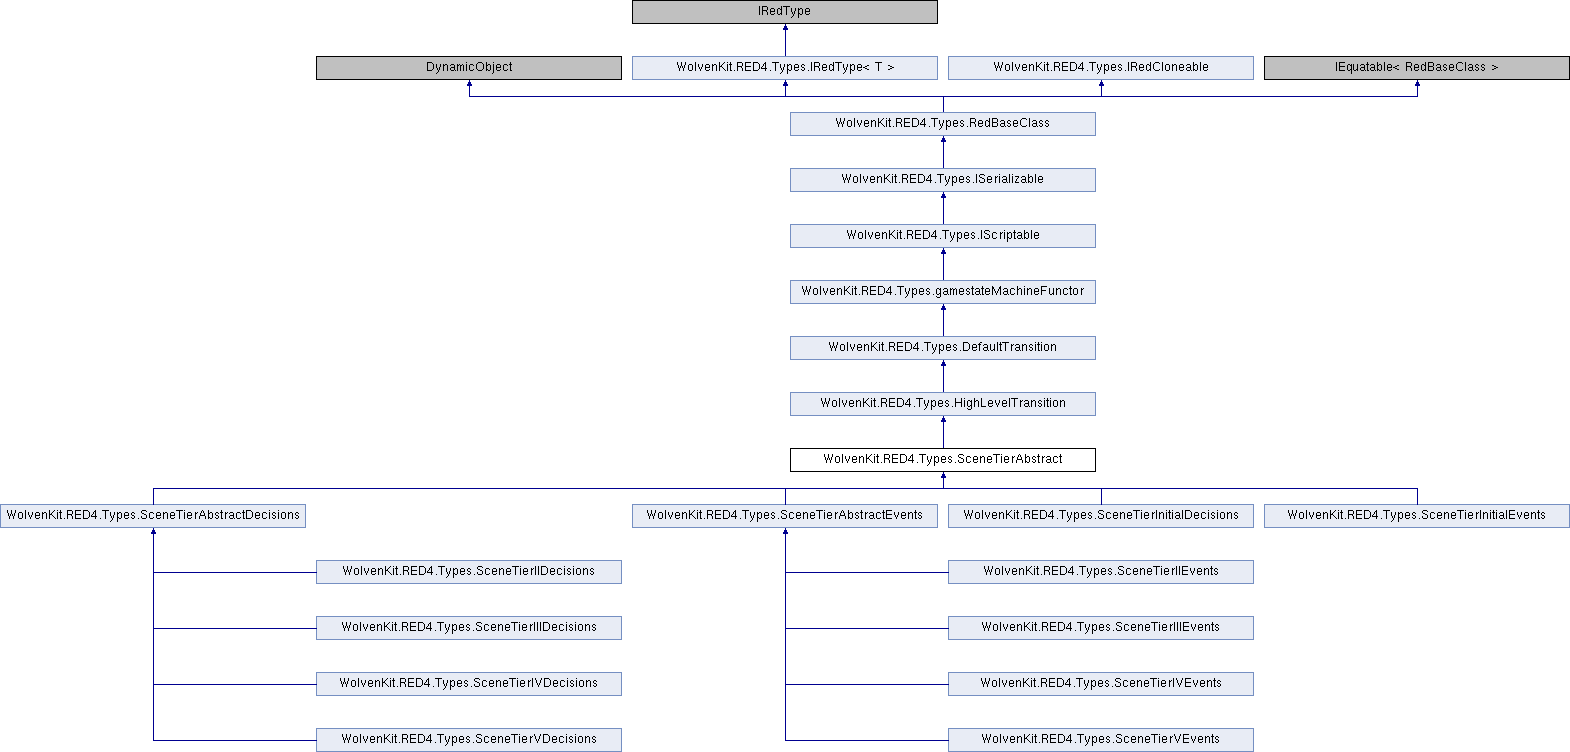 IRedType
DynamicObject
WolvenKit.RED4.Types.IRedType< T >
WolvenKit.RED4.Types.IRedCloneable
IEquatable< RedBaseClass >
WolvenKit.RED4.Types.RedBaseClass
WolvenKit.RED4.Types.ISerializable
WolvenKit.RED4.Types.IScriptable
WolvenKit.RED4.Types.gamestateMachineFunctor
WolvenKit.RED4.Types.DefaultTransition
WolvenKit.RED4.Types.HighLevelTransition
WolvenKit.RED4.Types.SceneTierAbstract
WolvenKit.RED4.Types.SceneTierAbstractDecisions
WolvenKit.RED4.Types.SceneTierAbstractEvents
WolvenKit.RED4.Types.SceneTierInitialDecisions
WolvenKit.RED4.Types.SceneTierInitialEvents
WolvenKit.RED4.Types.SceneTierIIDecisions
WolvenKit.RED4.Types.SceneTierIIEvents
WolvenKit.RED4.Types.SceneTierIIIDecisions
WolvenKit.RED4.Types.SceneTierIIIEvents
WolvenKit.RED4.Types.SceneTierIVDecisions
WolvenKit.RED4.Types.SceneTierIVEvents
WolvenKit.RED4.Types.SceneTierVDecisions
WolvenKit.RED4.Types.SceneTierVEvents